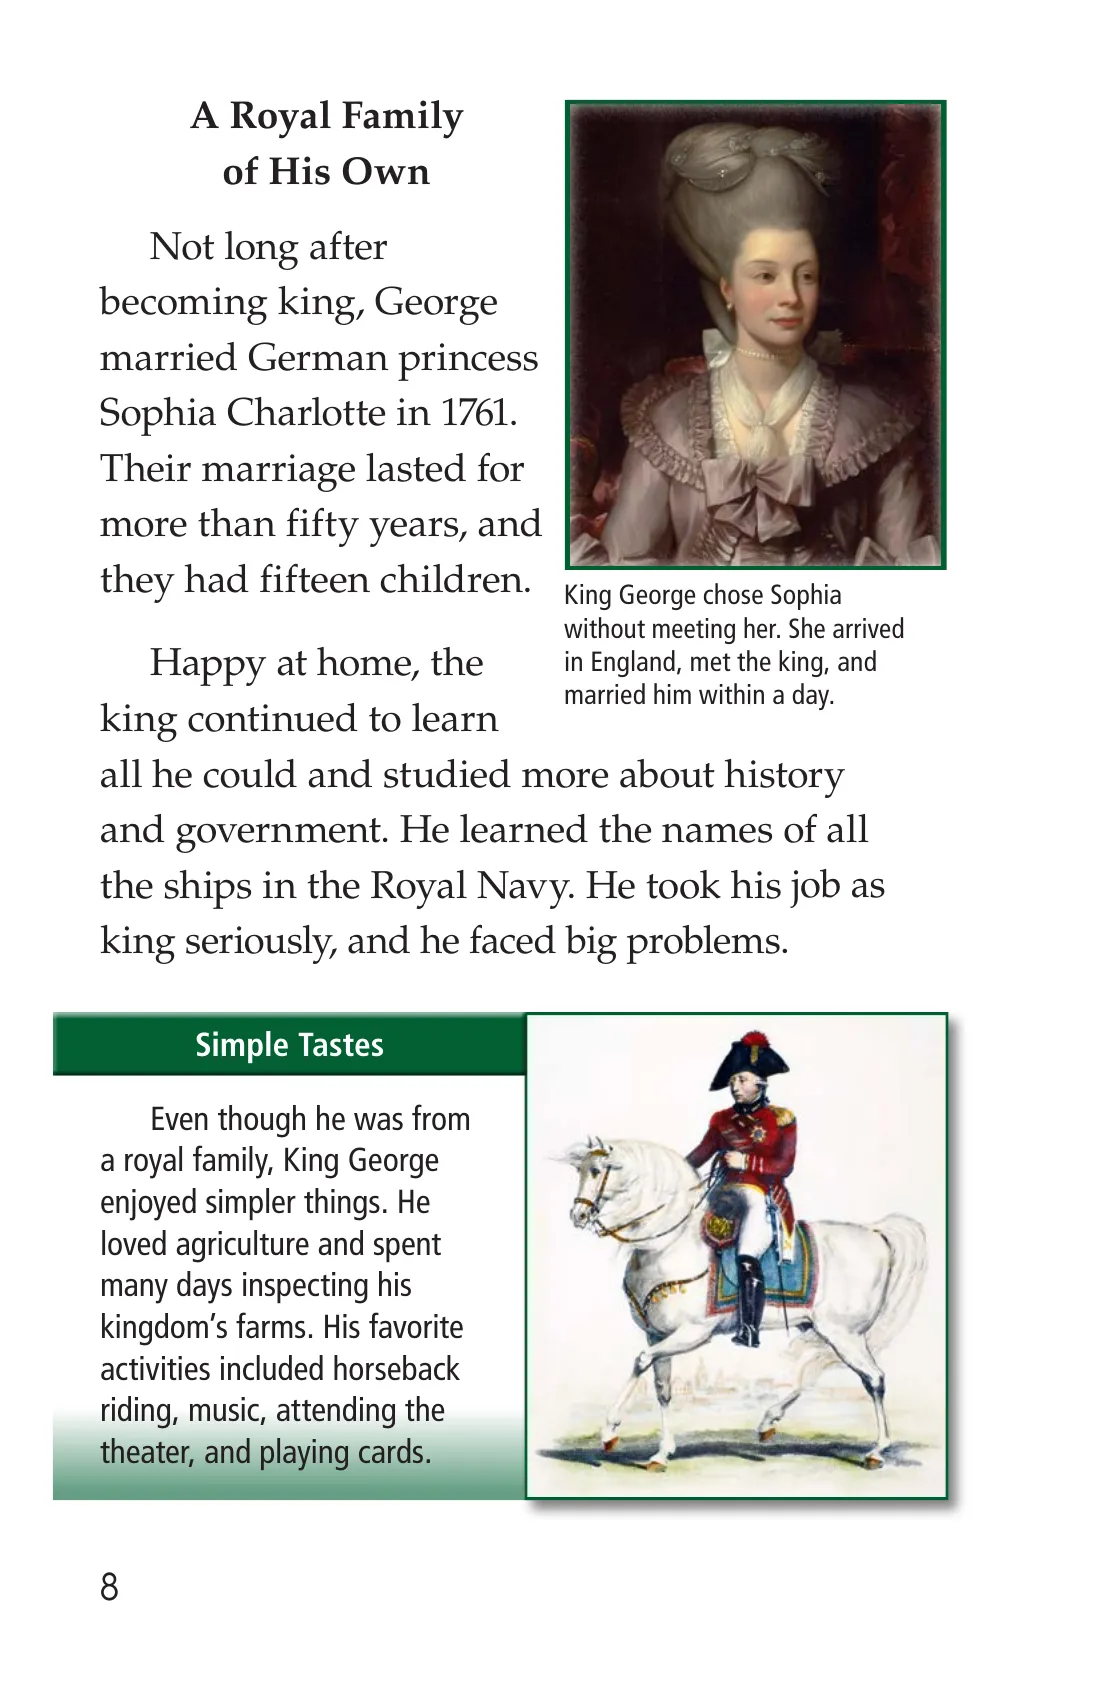 A Royal Family
of His Own
Not long after
becoming king, George
married German princess
Sophia Charlotte in 1761.
Their marriage lasted for
more than fifty years, and
they had fifteen children.
King George chose Sophia
without meeting her. She arrived
in England, met the king, and
married him within a day.
Happy at home, the
king continued to learn
all he could and studied more about history
and government. He learned the names of all
the ships in the Royal Navy. He took his job as
king seriously, and he faced big problems.
Simple Tastes
Even though he was from
a royal family, King George
enjoyed simpler things. He
loved agriculture and spent
many days inspecting his
kingdom’s farms. His favorite
activities included horseback
riding, music, attending the
theater, and playing cards.
8